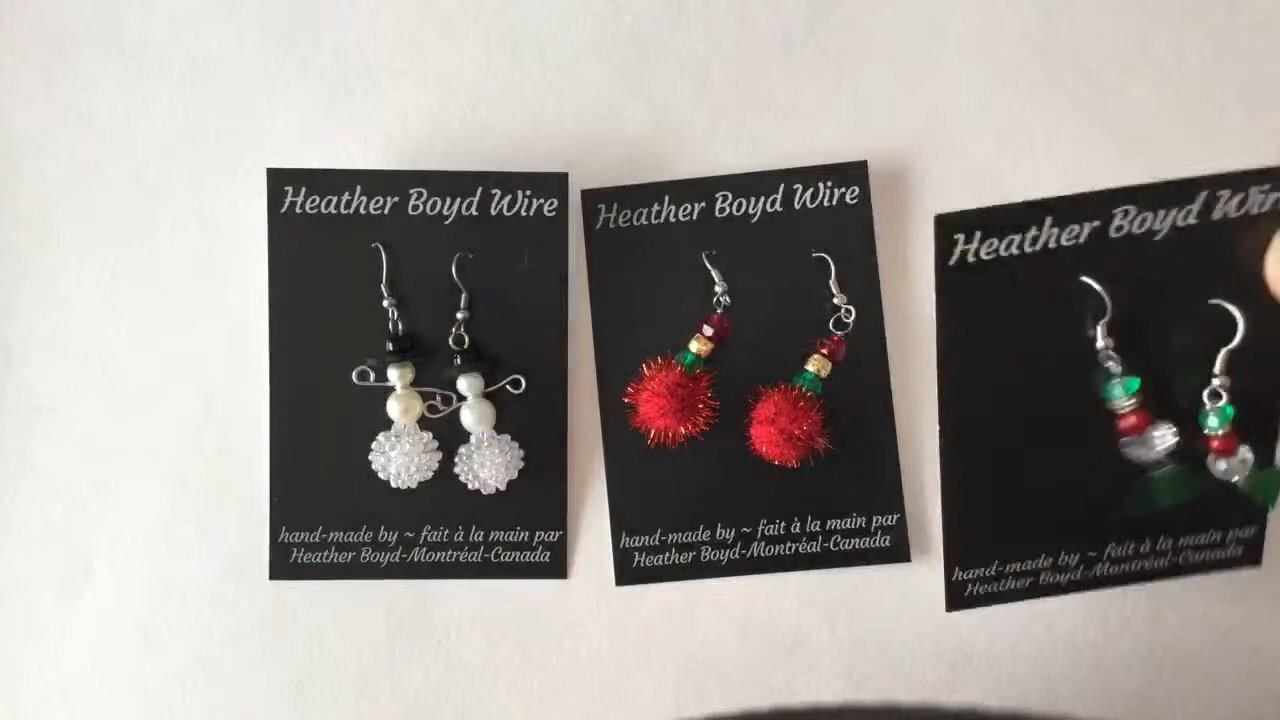 Heather Boyd Wire
hand-made by ~ fait à la main par
Heather Boyd-Montréal-Canada
Heather Boyd Wire
hand-made by ~ fait à la main par
Heather Boyd-Montréal-Canada
Heather Boyd Wir
hand-made by ~ fait à la main par
Heather Boyd-Montréal-Canada